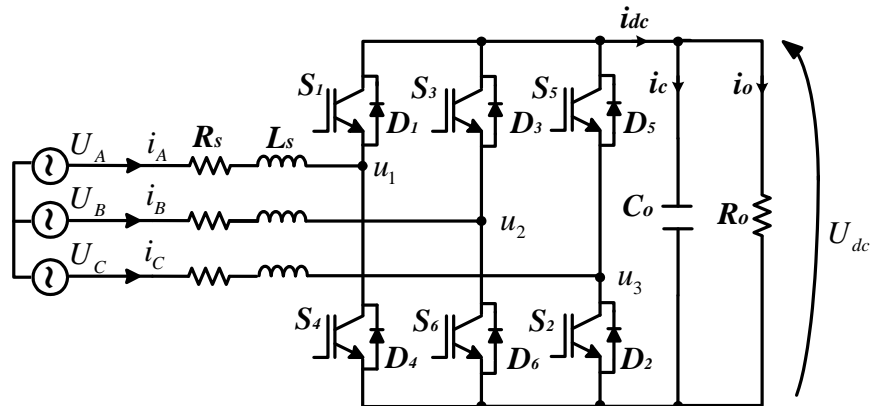 i_dc
S_1
D_1
S_3
D_3
S_5
D_5
i_c
i_o
U_A
i_A
R_s
L_s
u_1
U_B
i_B
u_2
C_o
R_o
U_dc
U_C
i_C
u_3
S_4
D_4
S_6
D_6
S_2
D_2